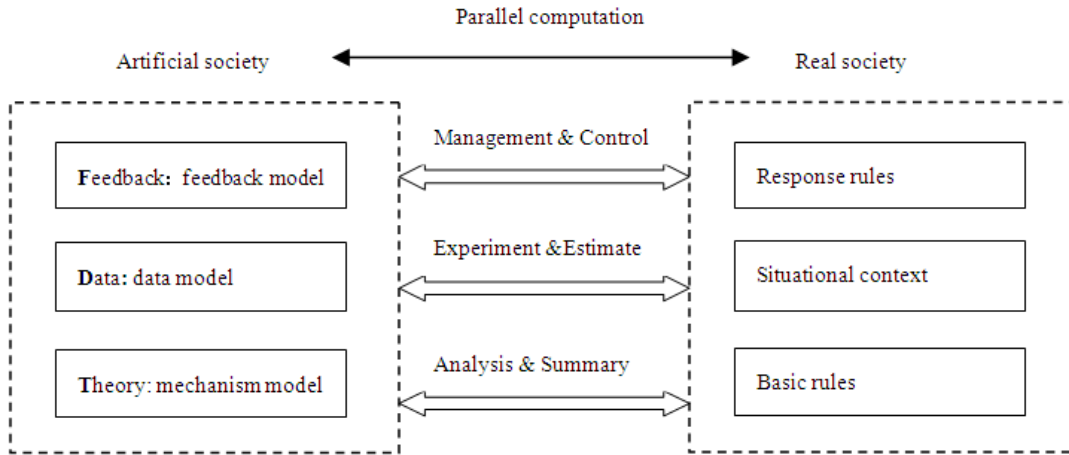 Parallel computation
Artificial society
Real society
Management & Control
Feedback: feedback model
Response rules
Experiment &Estimate
Data: data model
Situational context
Analysis & Summary
Theory: mechanism model
Basic rules